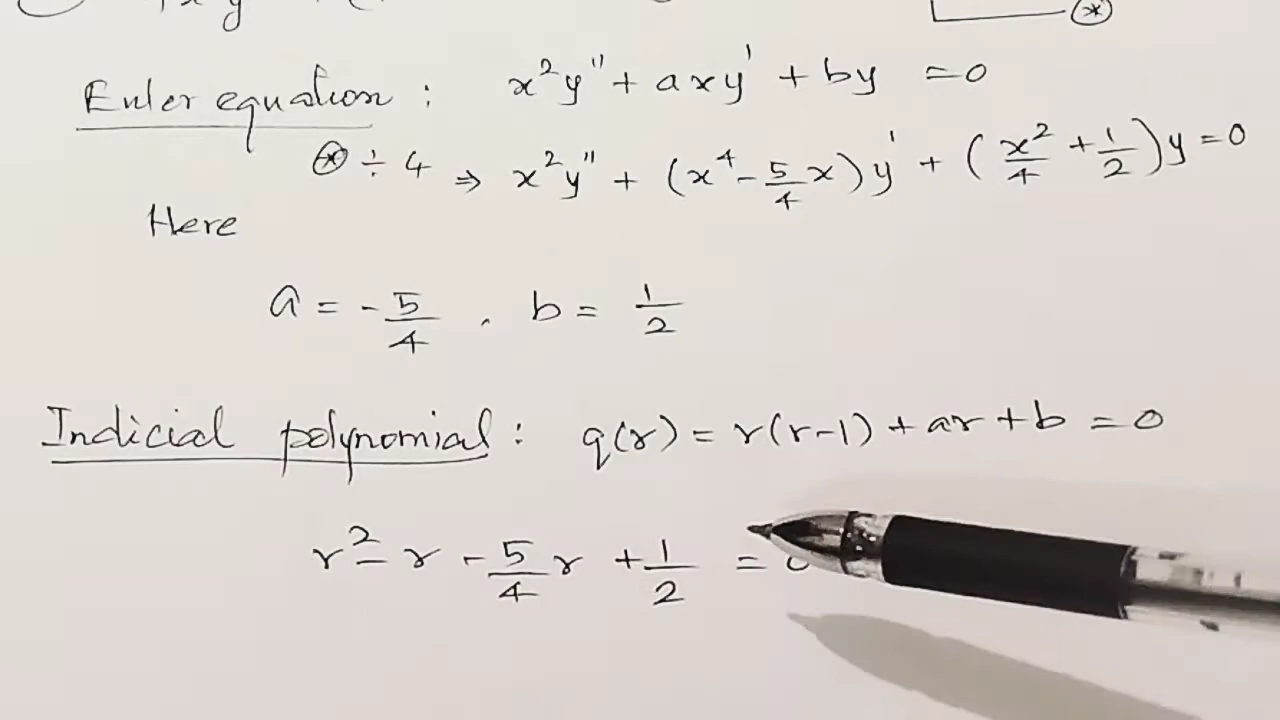 Euler equation : x²y'' + axy' + by = 0
⊛ ÷ 4 ⇒ x²y'' + (x⁴ - 5/4 x)y' + (x²/4 + 1/2)y = 0
Here
a = -5/4 , b = 1/2
Indicial polynomial : q(r) = r(r-1) + ar + b = 0
r² - r - 5/4 r + 1/2 = 0